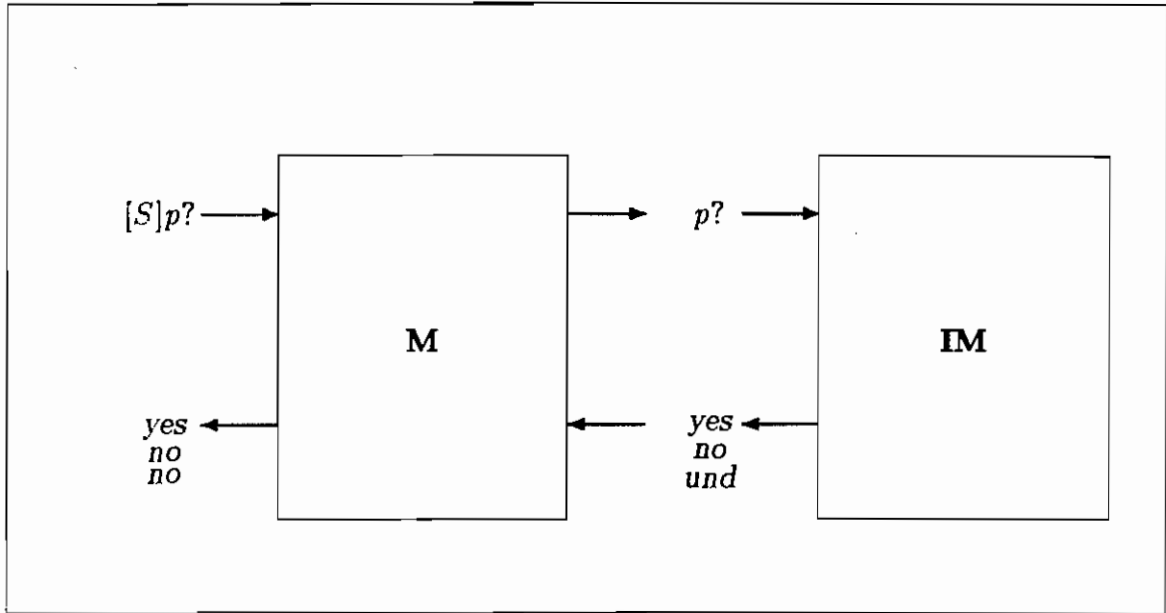 [S]p?
p?
M
IM
yes
no
no
yes
no
und